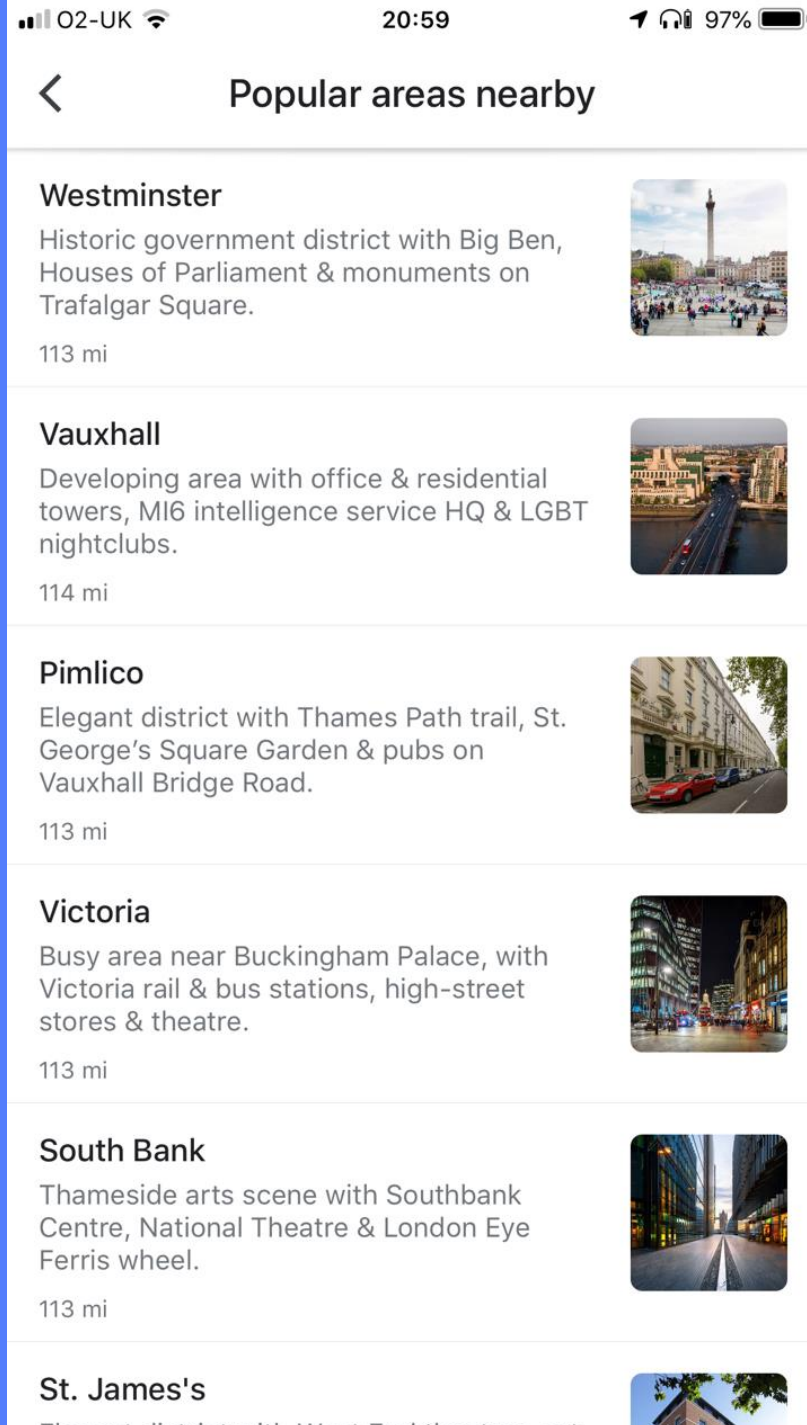 O2-UK 20:59 97%
Popular areas nearby
Westminster
Historic government district with Big Ben,
Houses of Parliament & monuments on
Trafalgar Square.
113 mi
Vauxhall
Developing area with office & residential
towers, MI6 intelligence service HQ & LGBT
nightclubs.
114 mi
Pimlico
Elegant district with Thames Path trail, St.
George’s Square Garden & pubs on
Vauxhall Bridge Road.
113 mi
Victoria
Busy area near Buckingham Palace, with
Victoria rail & bus stations, high-street
stores & theatre.
113 mi
South Bank
Thameside arts scene with Southbank
Centre, National Theatre & London Eye
Ferris wheel.
113 mi
St. James's